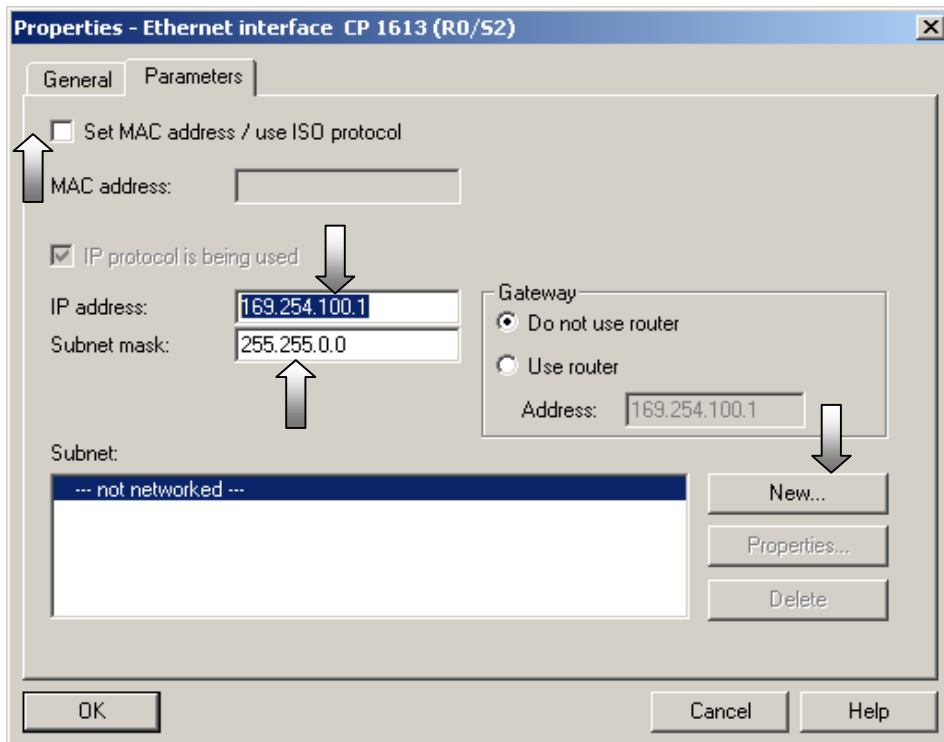 Properties - Ethernet interface CP 1613 (R0/S2)
General
Parameters
Set MAC address / use ISO protocol
MAC address:
IP protocol is being used
IP address:
169.254.100.1
Subnet mask:
255.255.0.0
Gateway
Do not use router
Use router
Address:
169.254.100.1
Subnet:
--- not networked ---
New...
Properties...
Delete
OK
Cancel
Help